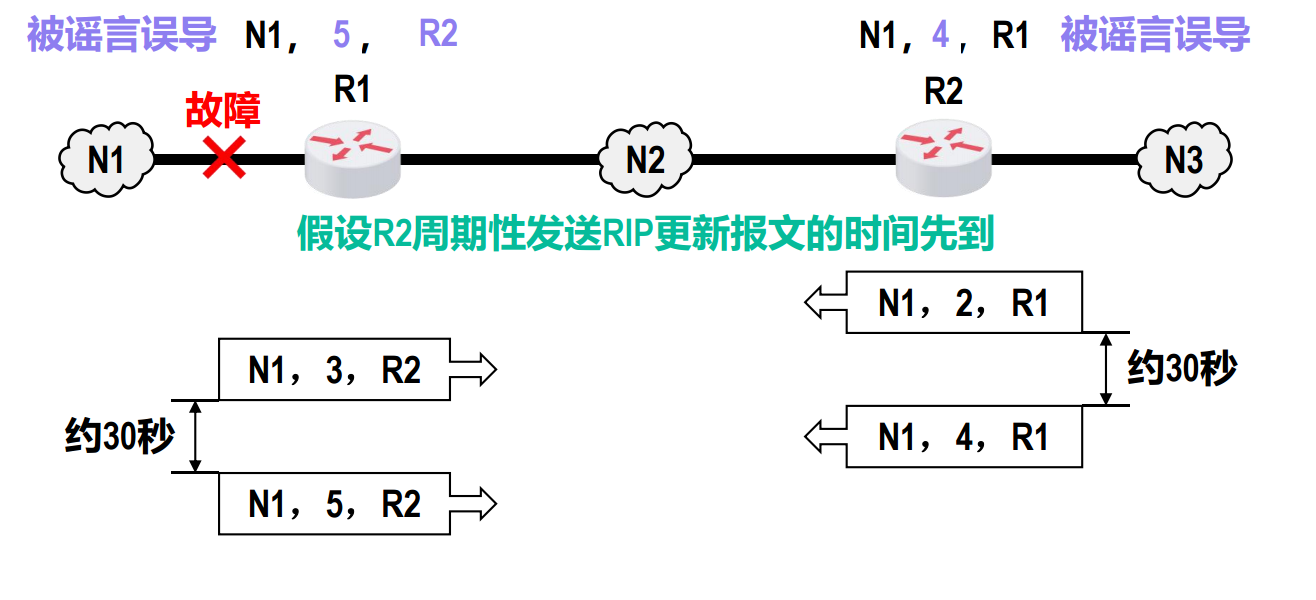 被谣言误导 N1， 5， R2
N1，4，R1 被谣言误导
故障
R1
R2
N1
N2
N3
假设R2周期性发送RIP更新报文的时间先到
N1，2，R1
N1，3，R2
约30秒
约30秒
N1，4，R1
N1，5，R2